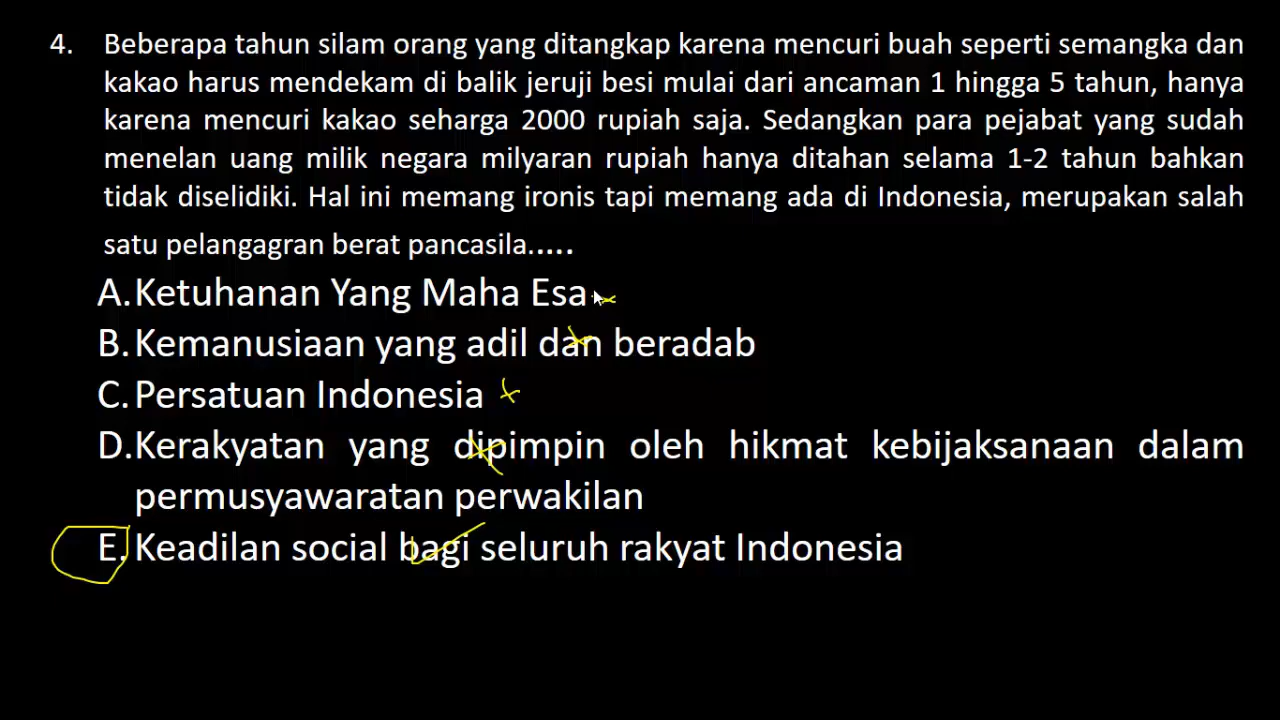 4. Beberapa tahun silam orang yang ditangkap karena mencuri buah seperti semangka dan
kakao harus mendekam di balik jeruji besi mulai dari ancaman 1 hingga 5 tahun, hanya
karena mencuri kakao seharga 2000 rupiah saja. Sedangkan para pejabat yang sudah
menelan uang milik negara milyaran rupiah hanya ditahan selama 1-2 tahun bahkan
tidak diselidiki. Hal ini memang ironis tapi memang ada di Indonesia, merupakan salah
satu pelangagran berat pancasila.....
A. Ketuhanan Yang Maha Esa
B. Kemanusiaan yang adil dan beradab
C. Persatuan Indonesia
D. Kerakyatan yang dipimpin oleh hikmat kebijaksanaan dalam
permusyawaratan perwakilan
E. Keadilan social bagi seluruh rakyat Indonesia